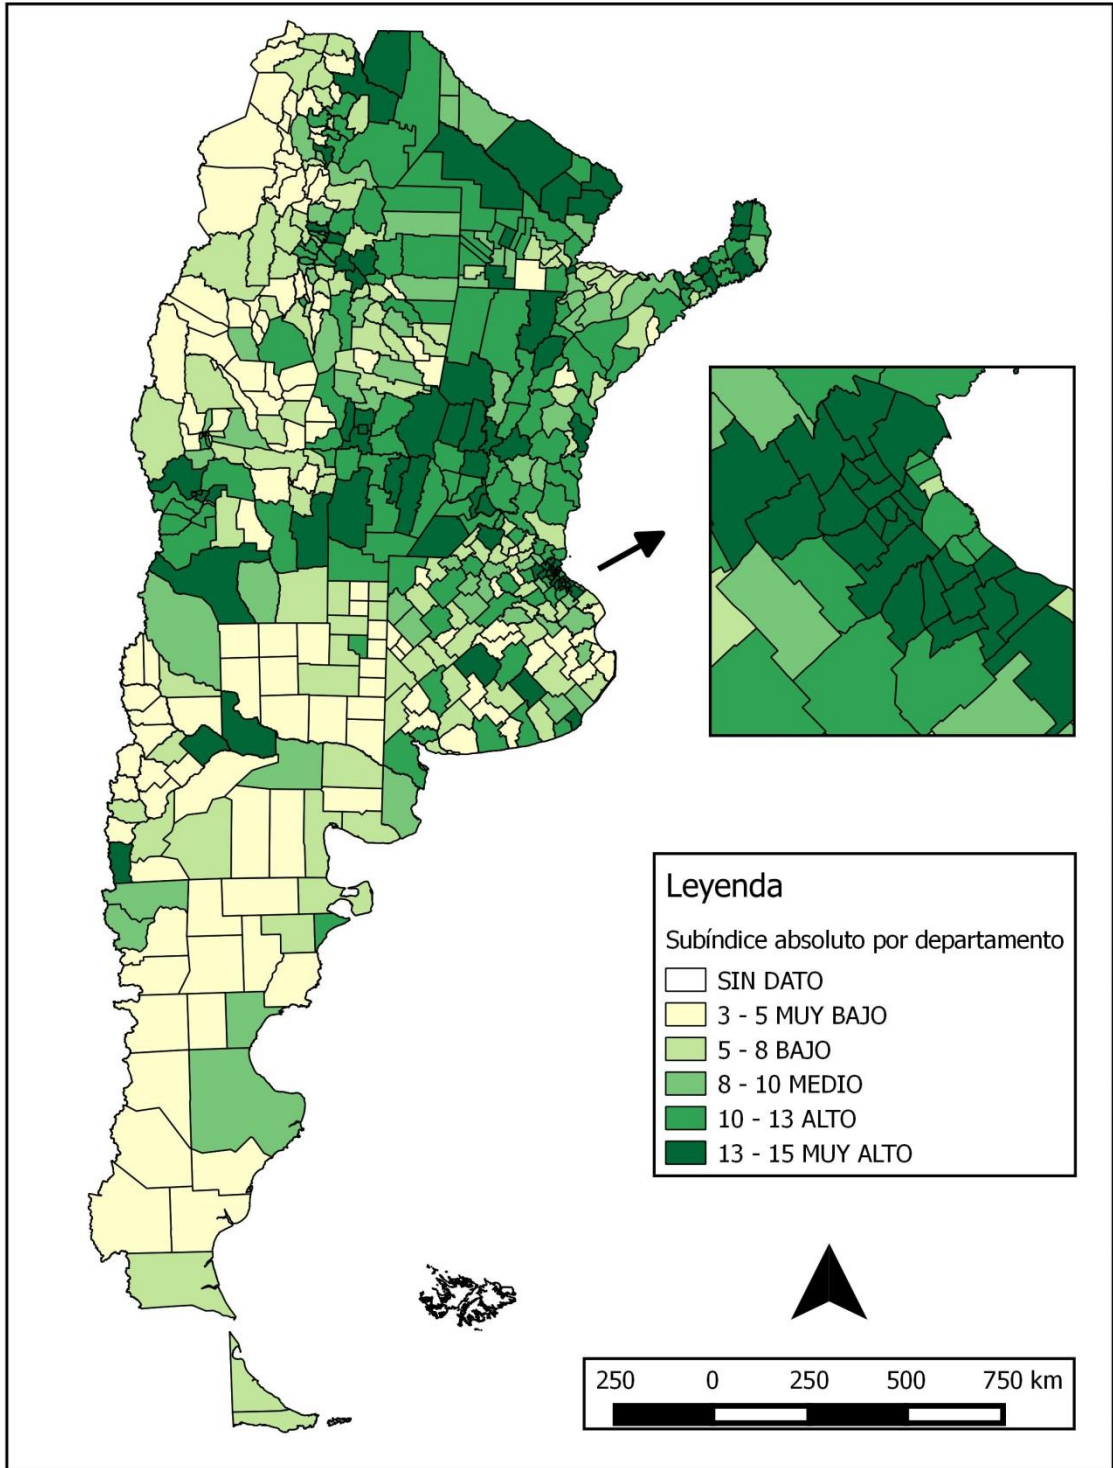 Leyenda
Subíndice absoluto por departamento
SIN DATO
3 - 5 MUY BAJO
5 - 8 BAJO
8 - 10 MEDIO
10 - 13 ALTO
13 - 15 MUY ALTO
250 0 250 500 750 km